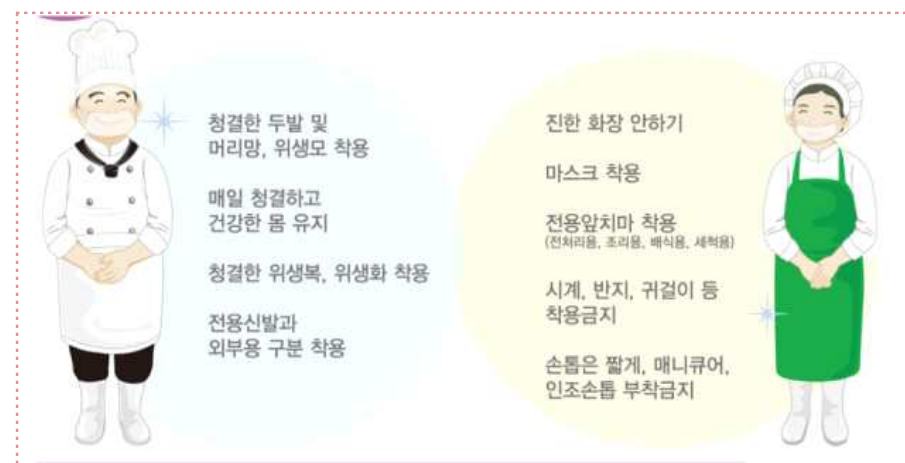 청결한 두발 및
머리망, 위생모 착용
매일 청결하고
건강한 몸 유지
청결한 위생복, 위생화 착용
전용신발과
외부용 구분 착용
진한 화장 안하기
마스크 착용
전용앞치마 착용
(전처리용, 조리용, 배식용, 세척용)
시계, 반지, 귀걸이 등
착용금지
손톱은 짧게, 매니큐어,
인조손톱 부착금지